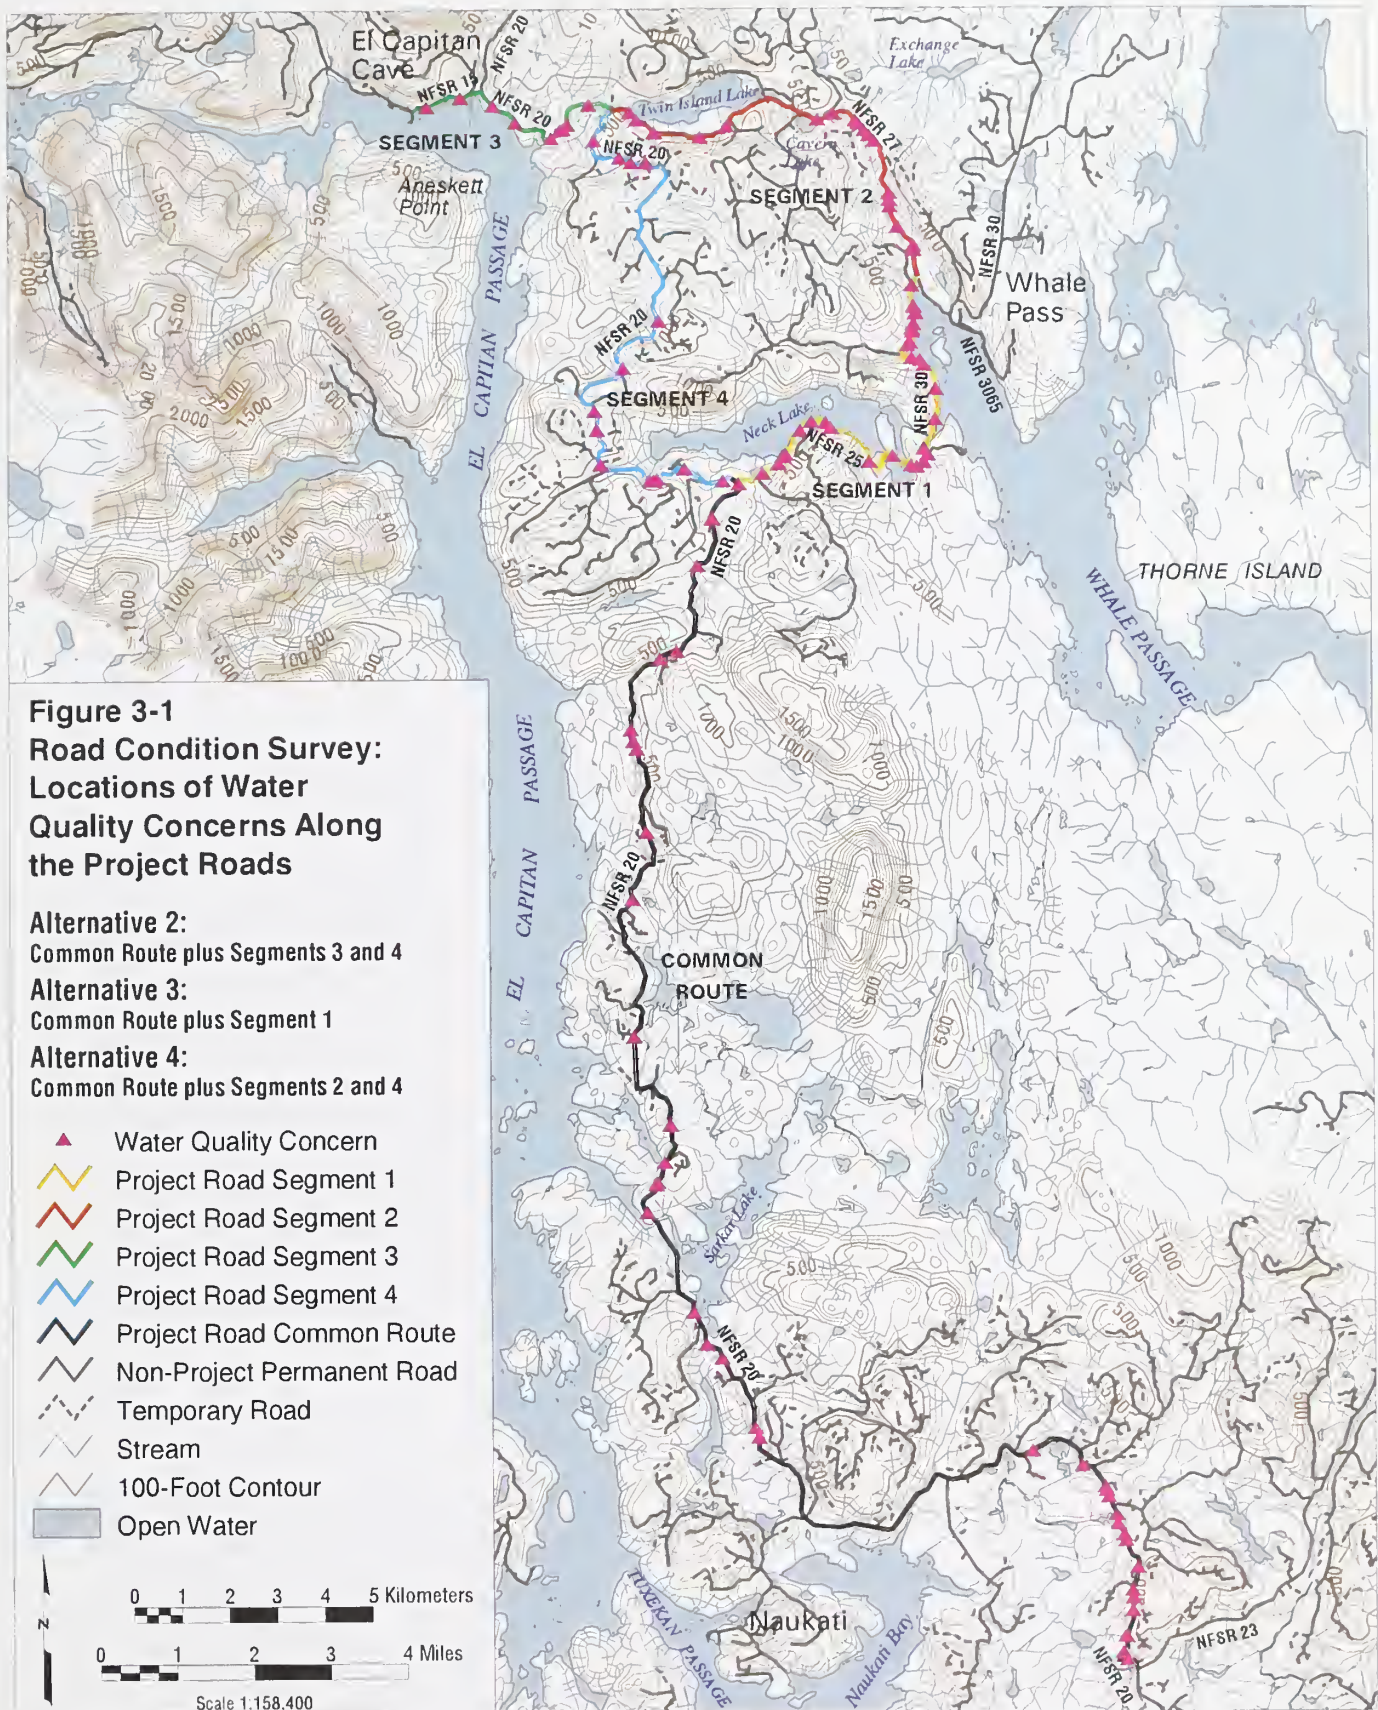 El Capitan
Cave
NFSR 20
NFSR 15
NFSR 20
SEGMENT 3
Exchange
Lake
Twin Island Lake
NFSR 27
Cavern
Lake
NFSR 20
SEGMENT 2
Aneskett
Point
NFSR 30
Whale
Pass
EL CAPITAN PASSAGE
NFSR 20
NFSR 3065
SEGMENT 4
NFSR 30
Neck Lake
NFSR 25
SEGMENT 1
NFSR 20
THORNE ISLAND
WHALE PASSAGE
500
1000
1500
2000
Figure 3-1
Road Condition Survey:
Locations of Water
Quality Concerns Along
the Project Roads
Alternative 2:
Common Route plus Segments 3 and 4
Alternative 3:
Common Route plus Segment 1
Alternative 4:
Common Route plus Segments 2 and 4
Water Quality Concern
Project Road Segment 1
Project Road Segment 2
Project Road Segment 3
Project Road Segment 4
Project Road Common Route
Non-Project Permanent Road
Temporary Road
Stream
100-Foot Contour
Open Water
N
0 1 2 3 4 5 Kilometers
0 1 2 3 4 Miles
Scale 1:158,400
EL CAPITAN PASSAGE
NFSR 20
COMMON
ROUTE
Sarkar Lake
NFSR 20
TUXEKAN PASSAGE
Naukati
Naukati Bay
NFSR 23
NFSR 20